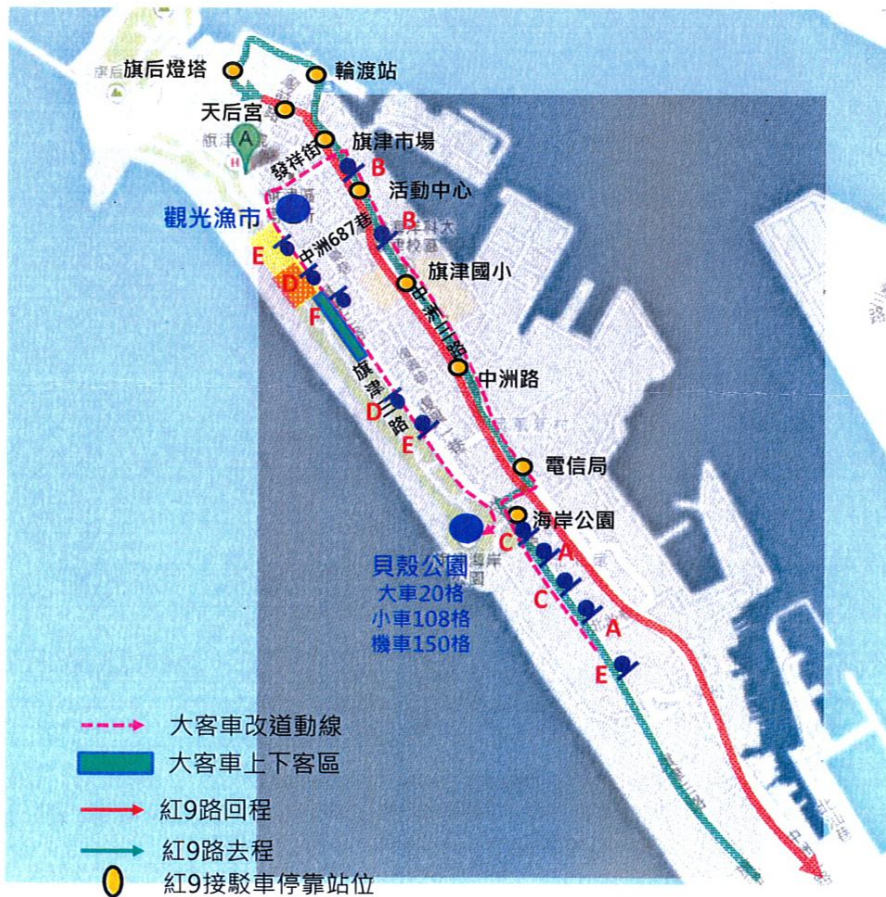 旗后燈塔
輪渡站
天后宮
A
H
旗津市場
發祥街
B
活動中心
觀光漁市
中洲687巷
B
E
旗津國小
D
F
中洲三路
中洲路
旗津三路
D
E
電信局
海岸公園
C
A
貝殼公園
大車20格
小車108格
機車150格
C
A
E
大客車改道動線
大客車上下客區
紅9路回程
紅9路去程
紅9接駁車停靠站位